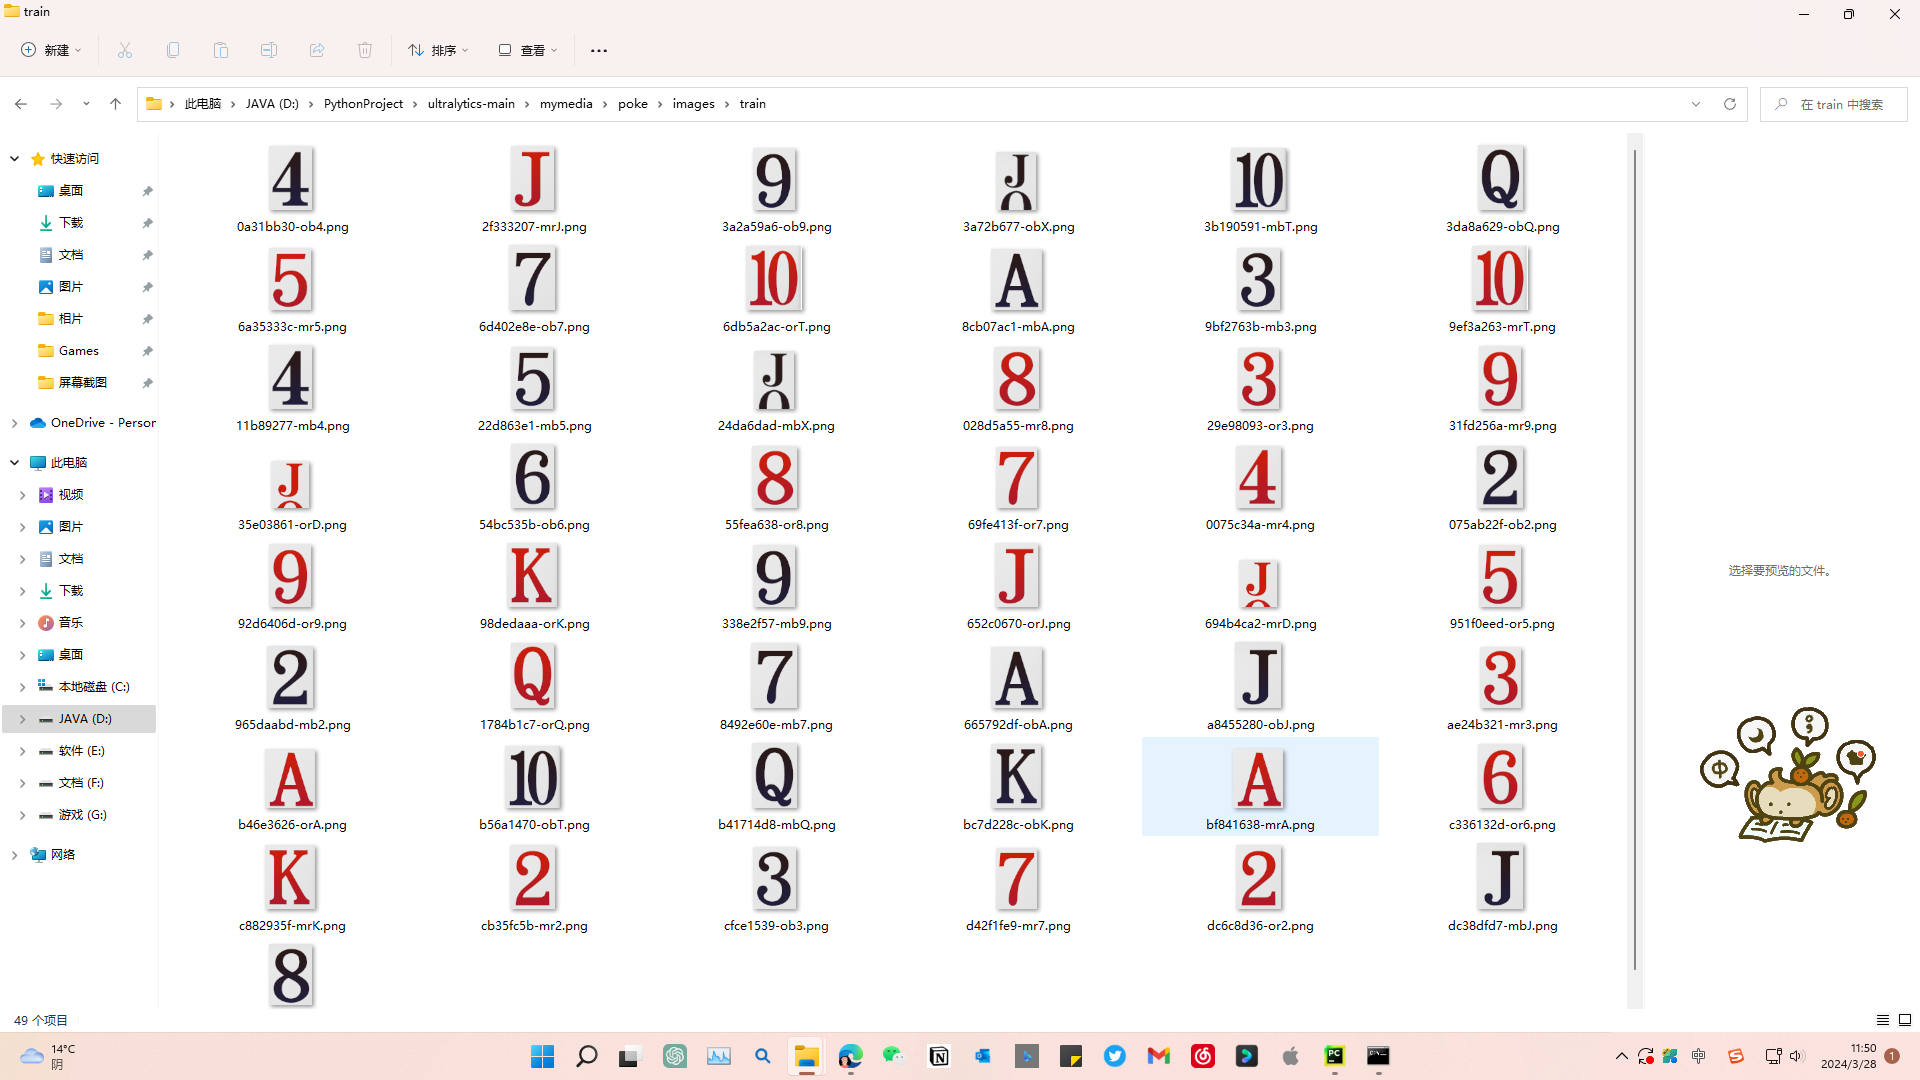 train
新建
排序
查看
此电脑 JAVA (D:) PythonProject ultralytics-main mymedia poke images train
在 train 中搜索
快速访问
桌面
下载
文档
图片
相片
Games
屏幕截图
OneDrive - Person
此电脑
视频
图片
文档
下载
音乐
桌面
本地磁盘 (C:)
JAVA (D:)
软件 (E:)
文档 (F:)
游戏 (G:)
网络
4 J 9 J 10 Q
0a31bb30-ob4.png 2f333207-mrJ.png 3a2a59a6-ob9.png 3a72b677-obX.png 3b190591-mbT.png 3da8a629-obQ.png
5 7 10 A 3 10
6a35333c-mr5.png 6d402e8e-ob7.png 6db5a2ac-orT.png 8cb07ac1-mbA.png 9bf2763b-mb3.png 9ef3a263-mrT.png
4 5 J 8 3 9
11b89277-mb4.png 22d863e1-mb5.png 24da6dad-mbX.png 028d5a55-mr8.png 29e98093-or3.png 31fd256a-mr9.png
J 6 8 7 4 2
35e03861-orD.png 54bc535b-ob6.png 55fea638-or8.png 69fe413f-or7.png 0075c34a-mr4.png 075ab22f-ob2.png
9 K 9 J J 5
92d6406d-or9.png 98dedaaa-orK.png 338e2f57-mb9.png 652c0670-orJ.png 694b4ca2-mrD.png 951f0eed-or5.png
2 Q 7 A J 3
965daabd-mb2.png 1784b1c7-orQ.png 8492e60e-mb7.png 665792df-obA.png a8455280-obJ.png ae24b321-mr3.png
A 10 Q K A 6
b46e3626-orA.png b56a1470-obT.png b41714d8-mbQ.png bc7d228c-obK.png bf841638-mrA.png c336132d-or6.png
K 2 3 7 2 J
c882935f-mrK.png cb35fc5b-mr2.png cfce1539-ob3.png d42f1fe9-mr7.png dc6c8d36-or2.png dc38dfd7-mbJ.png
8
选择要预览的文件。
49 个项目
14°C
阴
中
11:50
2024/3/28
1